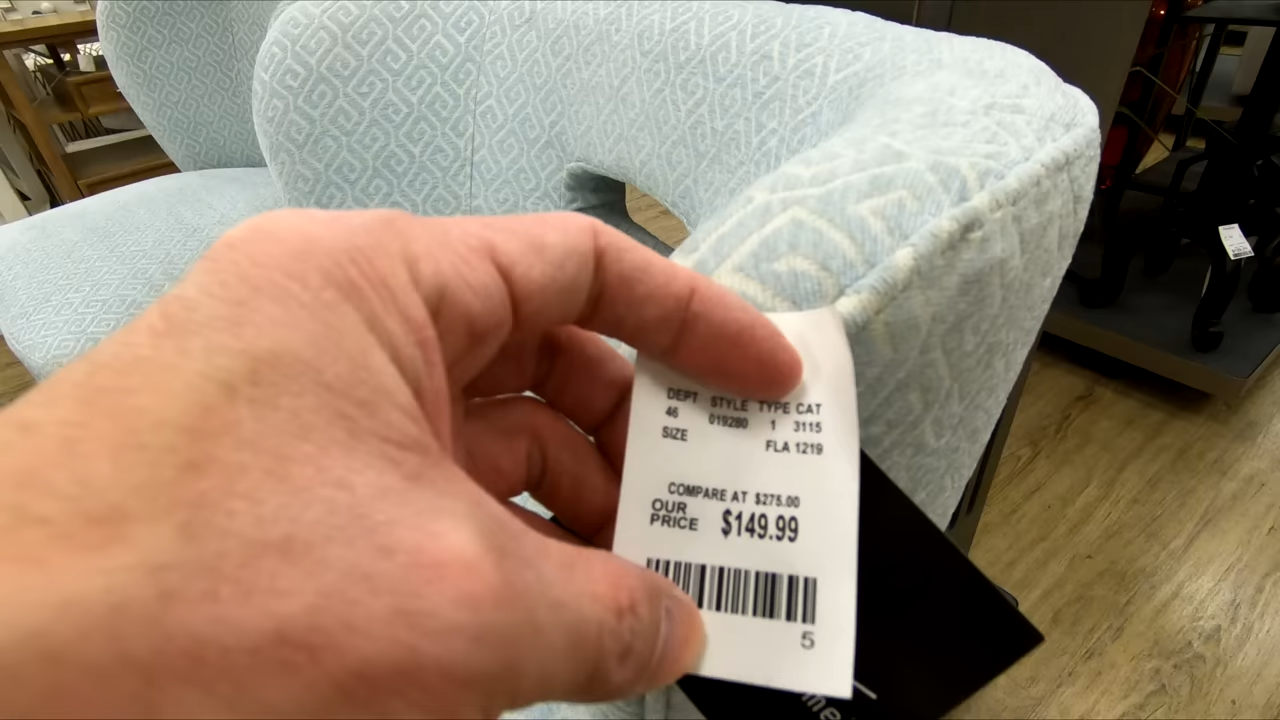 DEPT STYLE TYPE CAT
46 019280 1 3115
SIZE FLA 1219
COMPARE AT $275.00
OUR
PRICE $149.99
5
me